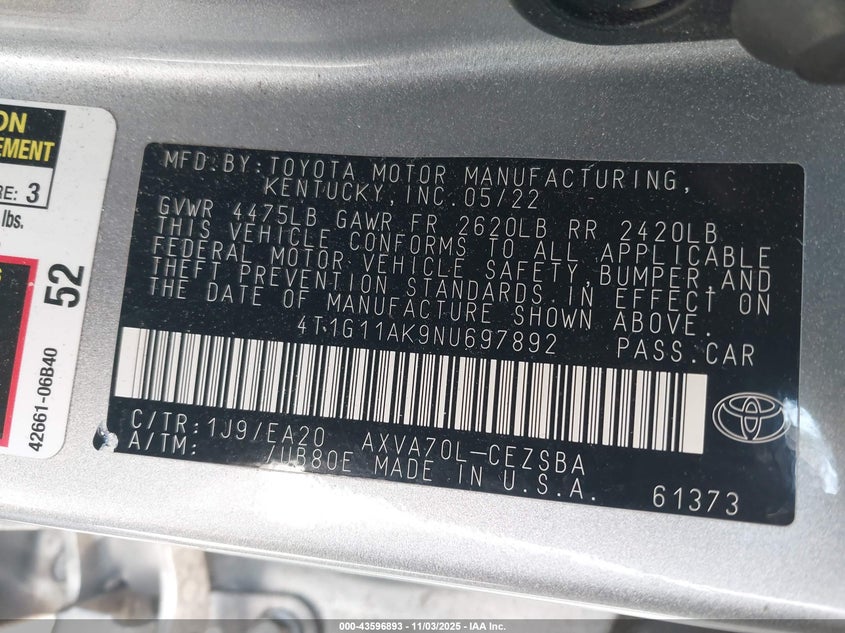 ON
EMENT
RE: 3
lbs.
52
42661-06B40
MFD. BY: TOYOTA MOTOR MANUFACTURING,
KENTUCKY, INC. 05/22
GVWR 4475LB GAWR FR 2620LB RR 2420LB
THIS VEHICLE CONFORMS TO ALL APPLICABLE
FEDERAL MOTOR VEHICLE SAFETY, BUMPER, AND
THEFT PREVENTION STANDARDS IN EFFECT ON
THE DATE OF MANUFACTURE SHOWN ABOVE.
4T1G11AK9NU697892 PASS. CAR
C/TR: 1J9/EA20 AXVA70L-CEZSBA
A/TM: /UB80E MADE IN U.S.A.
61373
000-43596893 - 11/03/2025 - IAA Inc.